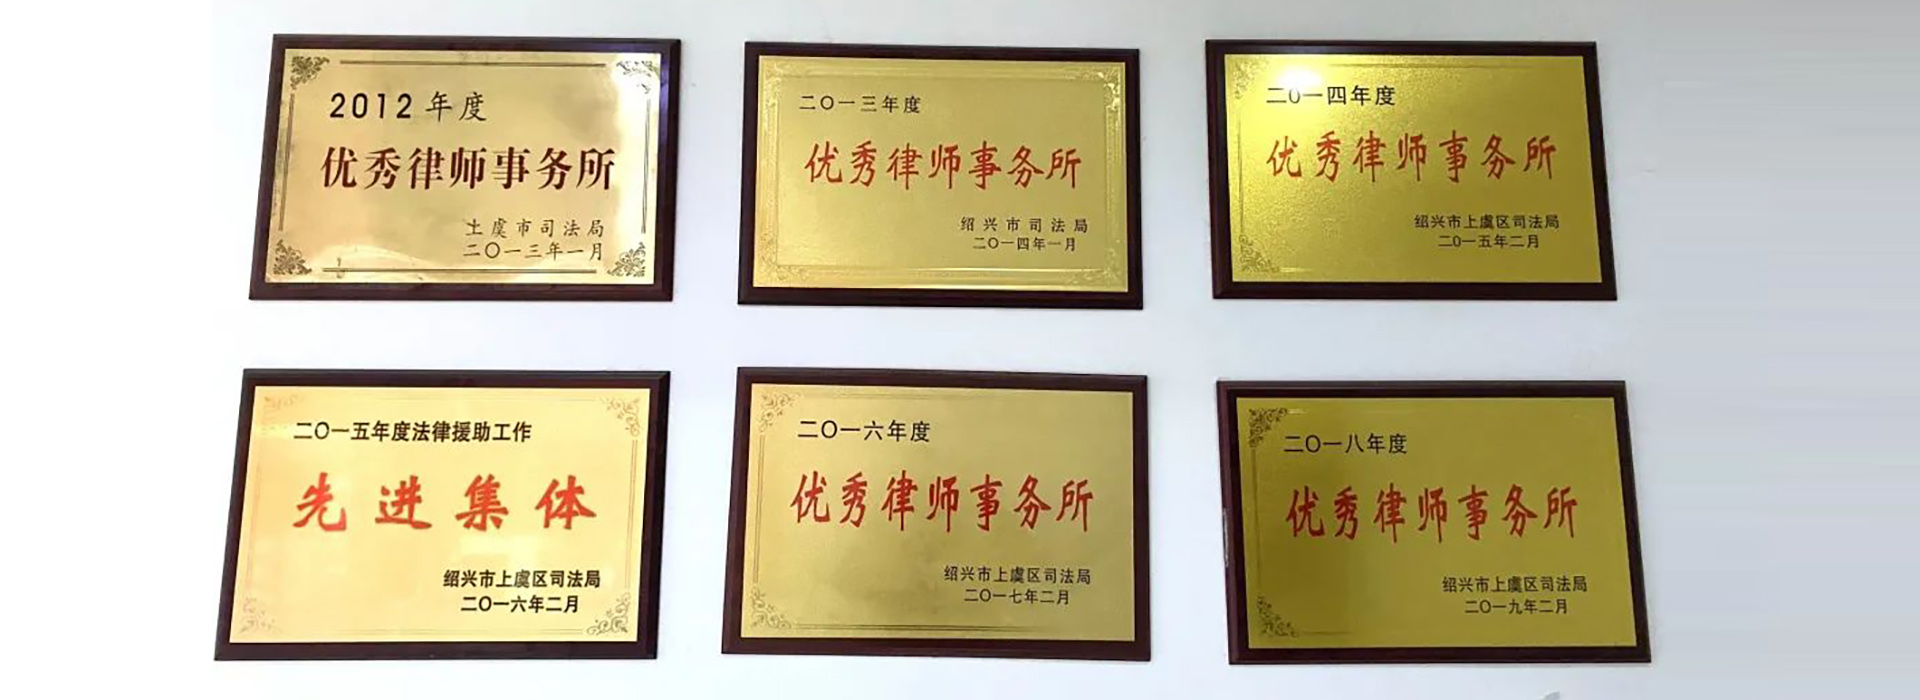 2012年度
优秀律师事务所
上虞市司法局
二〇一三年一月
二〇一三年度
优秀律师事务所
绍兴市司法局
二〇一四年一月
二0一四年度
优秀律师事务所
绍兴市上虞区司法局
二0一五年二月
二〇一五年度法律援助工作
先进集体
绍兴市上虞区司法局
二〇一六年二月
二〇一六年度
优秀律师事务所
绍兴市上虞区司法局
二〇一七年二月
二〇一八年度
优秀律师事务所
绍兴市上虞区司法局
二〇一九年二月